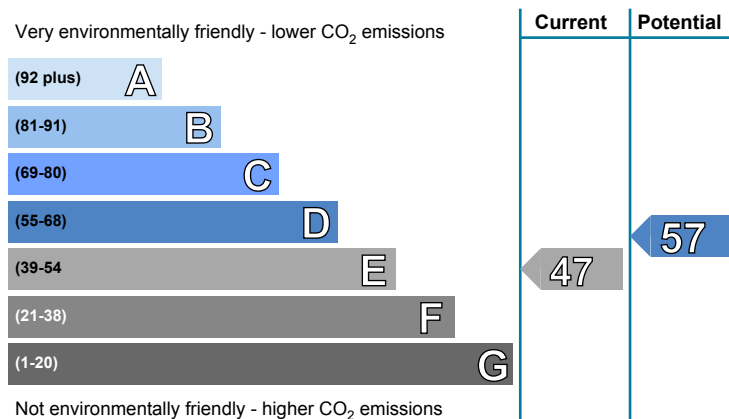 Current Potential
Very environmentally friendly - lower CO₂ emissions
(92 plus) A
(81-91) B
(69-80) C
(55-68) D
57
(39-54 E
47
(21-38) F
(1-20) G
Not environmentally friendly - higher CO₂ emissions